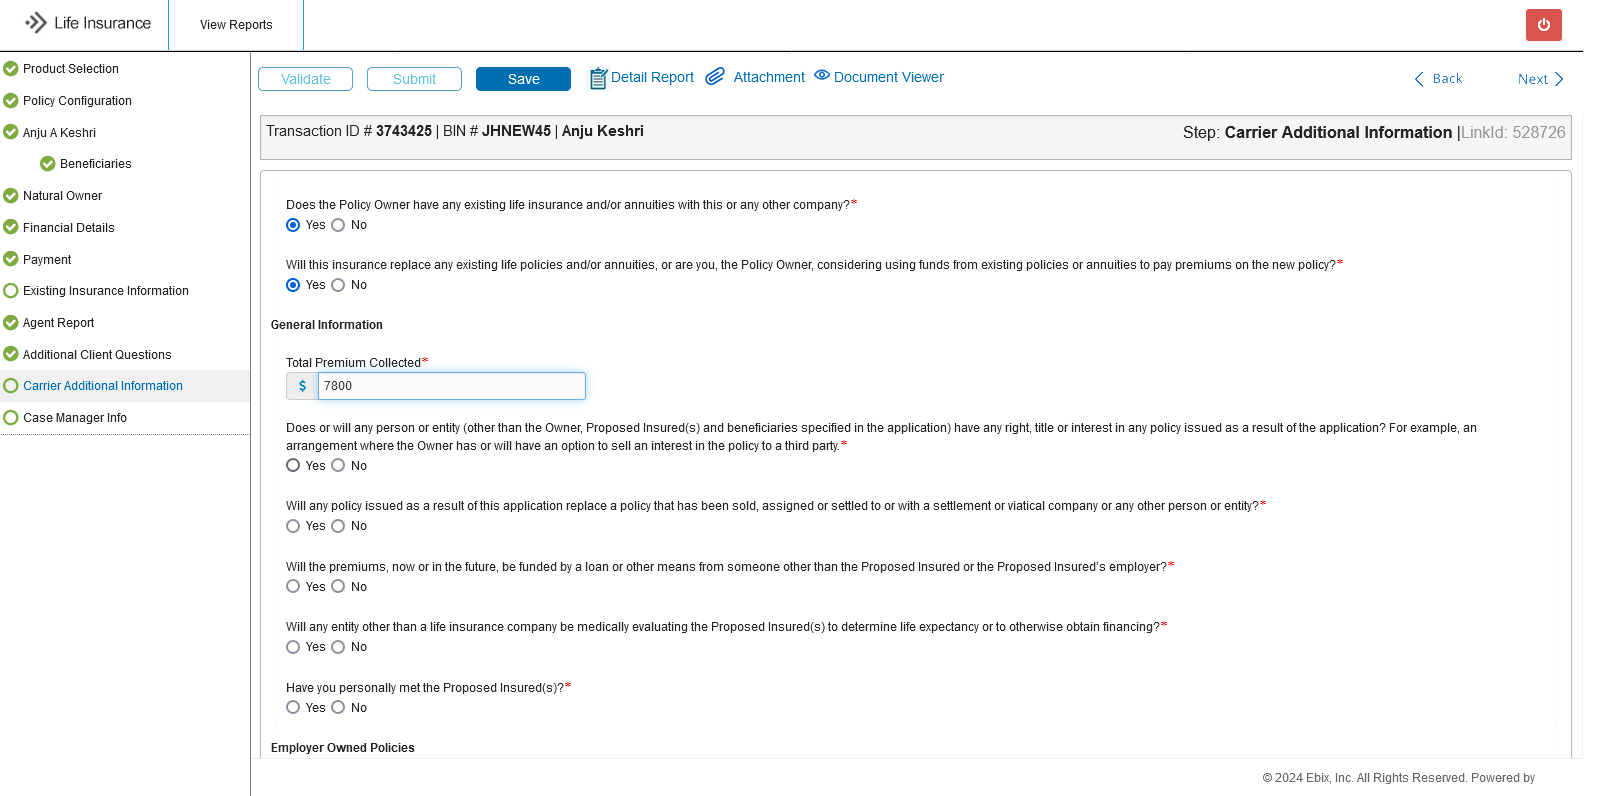 Life Insurance
View Reports
Product Selection
Policy Configuration
Anju A Keshri
Beneficiaries
Natural Owner
Financial Details
Payment
Existing Insurance Information
Agent Report
Additional Client Questions
Carrier Additional Information
Case Manager Info
Validate Submit Save Detail Report Attachment Document Viewer Back Next
Transaction ID # 3743425 | BIN # JHNEW45 | Anju Keshri Step: Carrier Additional Information |LinkId: 528726
Does the Policy Owner have any existing life insurance and/or annuities with this or any other company?*
Yes No
Will this insurance replace any existing life policies and/or annuities, or are you, the Policy Owner, considering using funds from existing policies or annuities to pay premiums on the new policy?*
Yes No
General Information
Total Premium Collected*
$ 7800
Does or will any person or entity (other than the Owner, Proposed Insured(s) and beneficiaries specified in the application) have any right, title or interest in any policy issued as a result of the application? For example, an
arrangement where the Owner has or will have an option to sell an interest in the policy to a third party.*
Yes No
Will any policy issued as a result of this application replace a policy that has been sold, assigned or settled to or with a settlement or viatical company or any other person or entity?*
Yes No
Will the premiums, now or in the future, be funded by a loan or other means from someone other than the Proposed Insured or the Proposed Insured’s employer?*
Yes No
Will any entity other than a life insurance company be medically evaluating the Proposed Insured(s) to determine life expectancy or to otherwise obtain financing?*
Yes No
Have you personally met the Proposed Insured(s)?*
Yes No
Employer Owned Policies
© 2024 Ebix, Inc. All Rights Reserved. Powered by